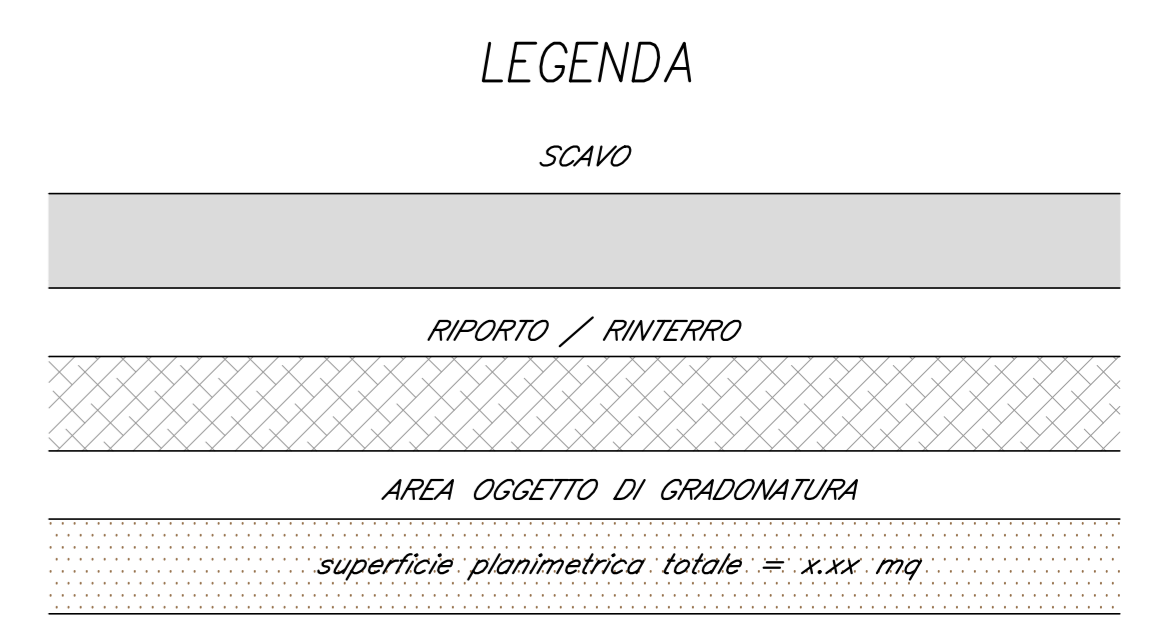 LEGENDA
SCAVO
RIPORTO / RINTERRO
AREA OGGETTO DI GRADONATURA
superficie planimetrica totale = x.xx mq